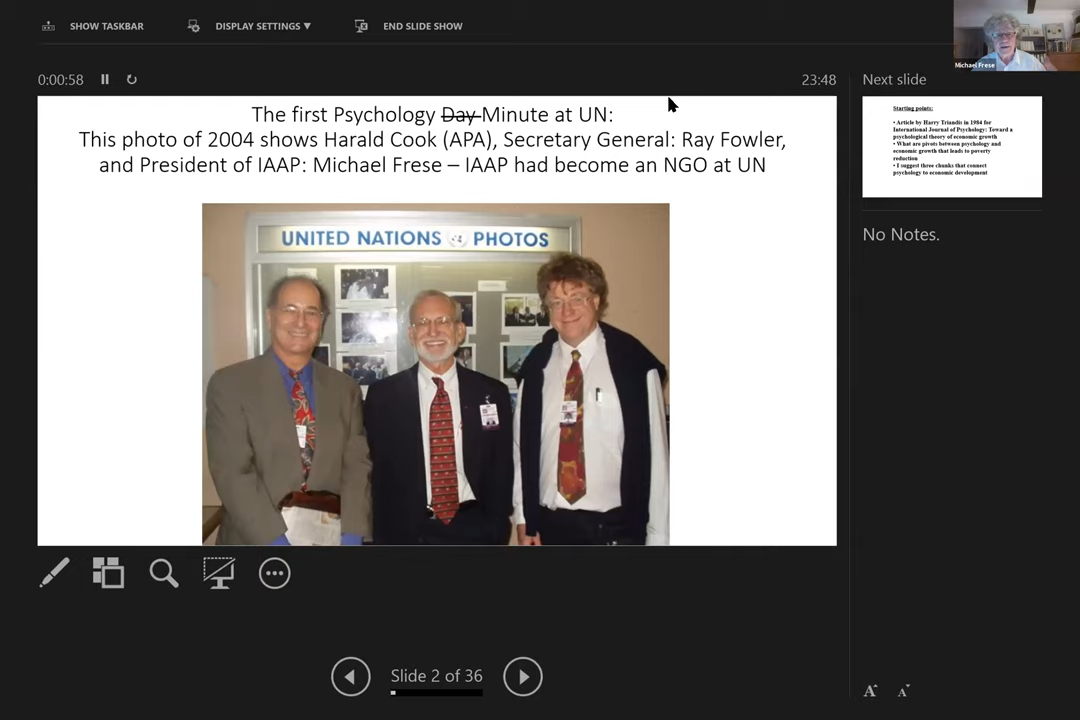 SHOW TASKBAR
DISPLAY SETTINGS ▼
END SLIDE SHOW
Michael Frese
0:00:58
23:48
Next slide
The first Psychology Day Minute at UN:
This photo of 2004 shows Harald Cook (APA), Secretary General: Ray Fowler,
and President of IAAP: Michael Frese – IAAP had become an NGO at UN
UNITED NATIONS PHOTOS
Starting points:
• Article by Harry Triandis in 1984 for
International Journal of Psychology: Toward a
psychological theory of economic growth
• What are pivots between psychology and
economic growth that leads to poverty
reduction
• I suggest three chunks that connect
psychology to economic development
No Notes.
Slide 2 of 36
A A